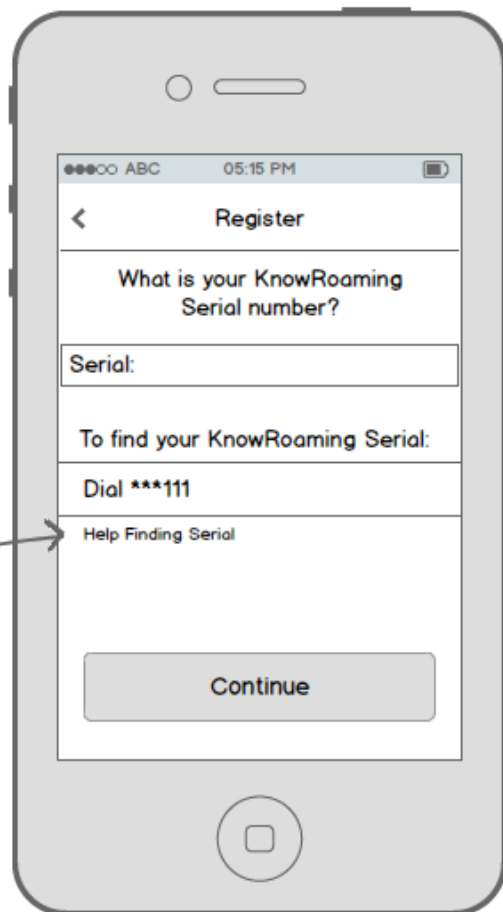 ABC 05:15 PM
Register
What is your KnowRoaming
Serial number?
Serial:
To find your KnowRoaming Serial:
Dial ***111
Help Finding Serial
Continue